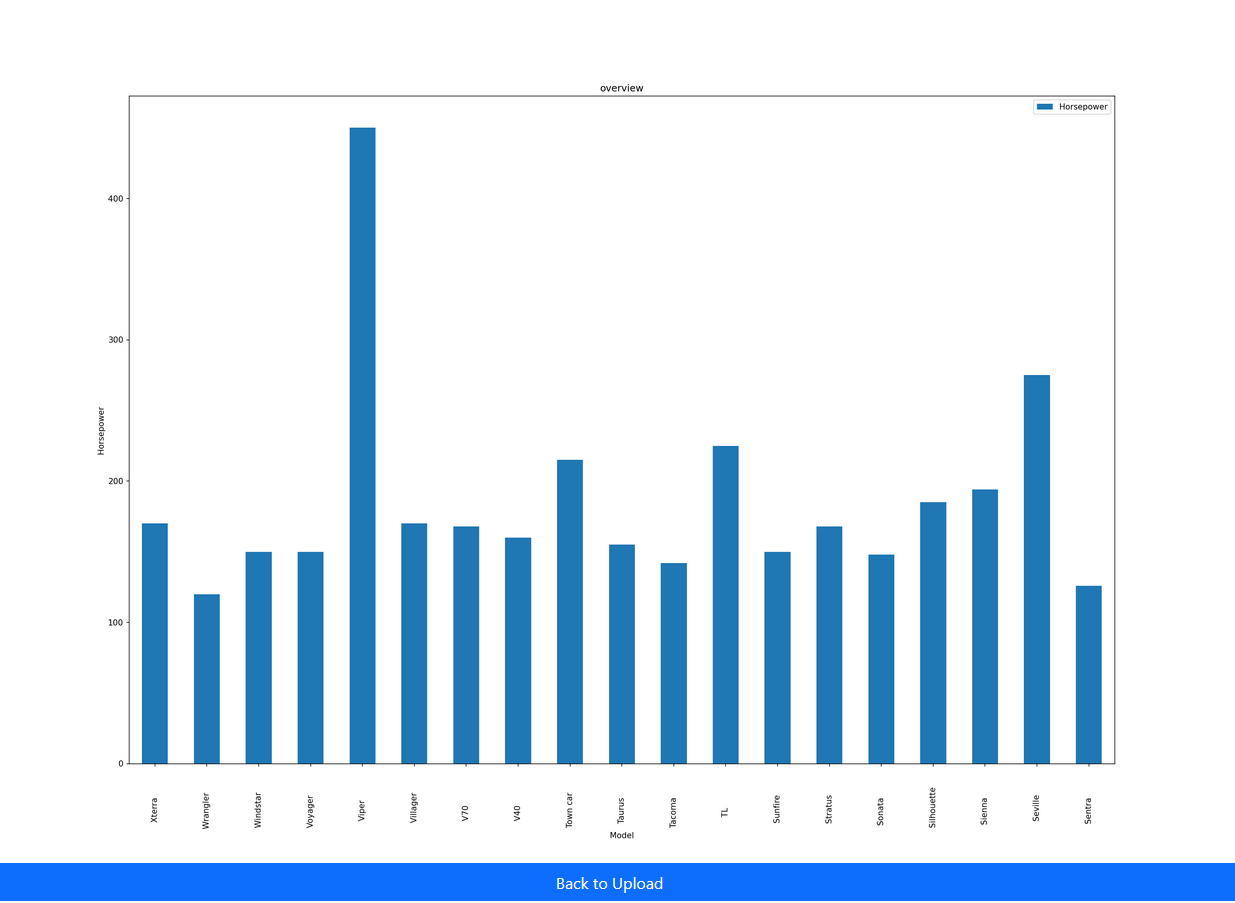 overview
Horsepower
400
300
200
100
0
Horsepower
Xterra
Wrangler
Windstar
Voyager
Viper
Villager
V70
V40
Town car
Taurus
Tacoma
TL
Sunfire
Stratus
Sonata
Silhouette
Sienna
Seville
Sentra
Model
Back to Upload